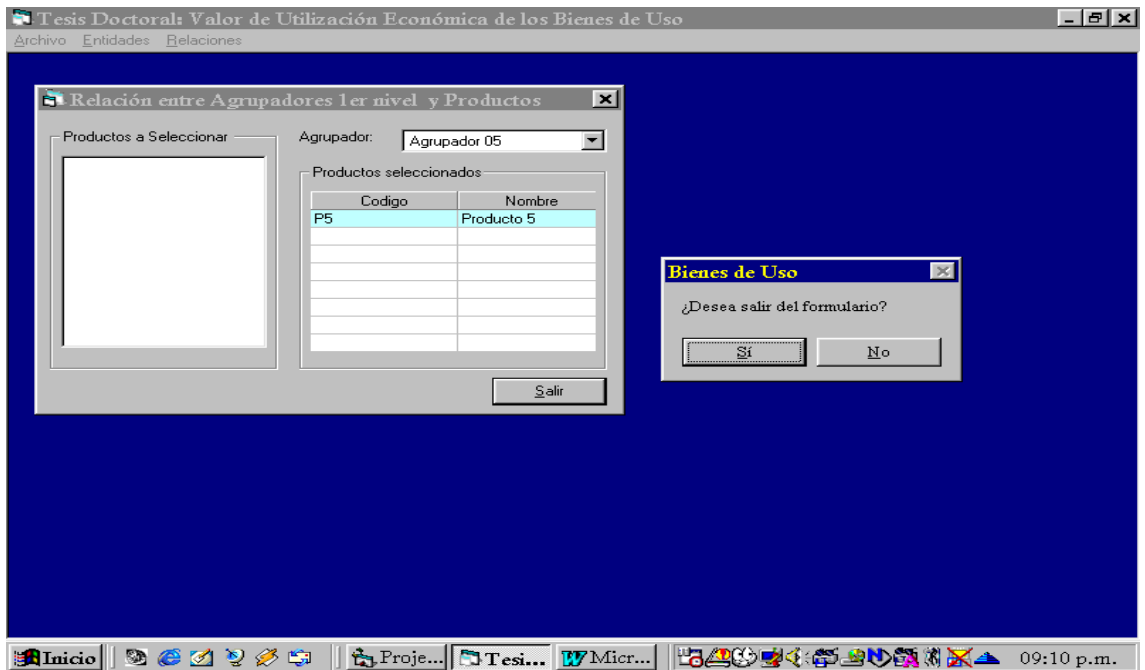 Tesis Doctoral: Valor de Utilización Económica de los Bienes de Uso
Archivo Entidades Relaciones
Relación entre Agrupadores 1er nivel y Productos
Productos a Seleccionar
Agrupador: Agrupador 05
Productos seleccionados
Codigo Nombre
P5 Producto 5
Salir
Bienes de Uso
¿Desea salir del formulario?
Sí No
Inicio Proje... Tesi... Micr... 09:10 p.m.